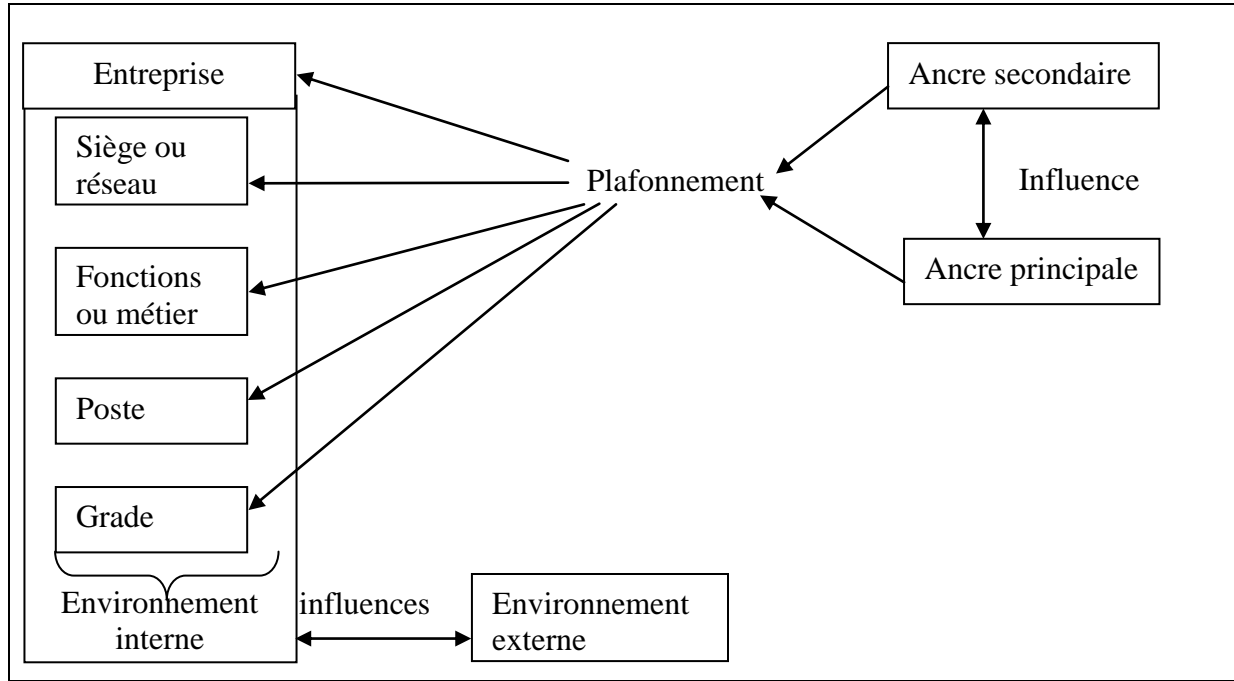 Entreprise
Siège ou
réseau
Fonctions
ou métier
Poste
Grade
Environnement
interne
influences
Environnement
externe
Plafonnement
Ancre secondaire
Influence
Ancre principale